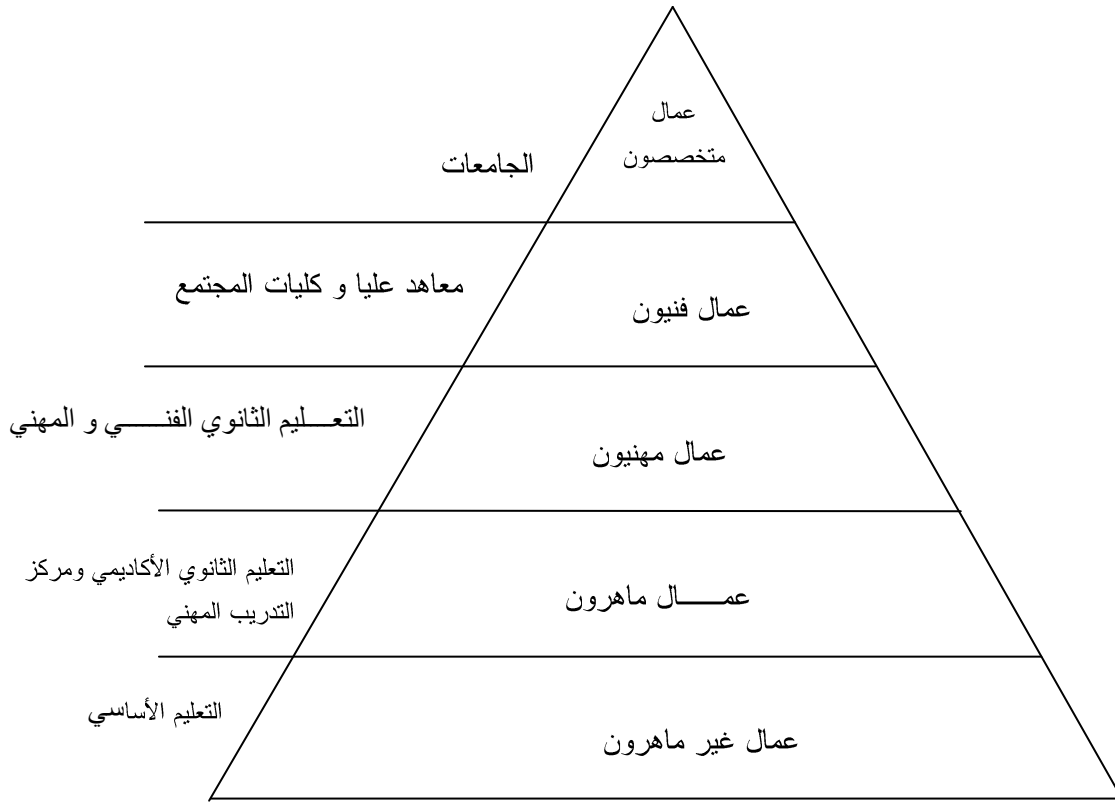 عمال
متخصصون
الجامعات
عمال فنيون
معاهد عليا و كليات المجتمع
عمال مهنيون
التعـــليم الثانوي الفنـــــي و المهني
عمـــــال ماهرون
التعليم الثانوي الأكاديمي ومركز
التدريب المهني
عمال غير ماهرون
التعليم الأساسي